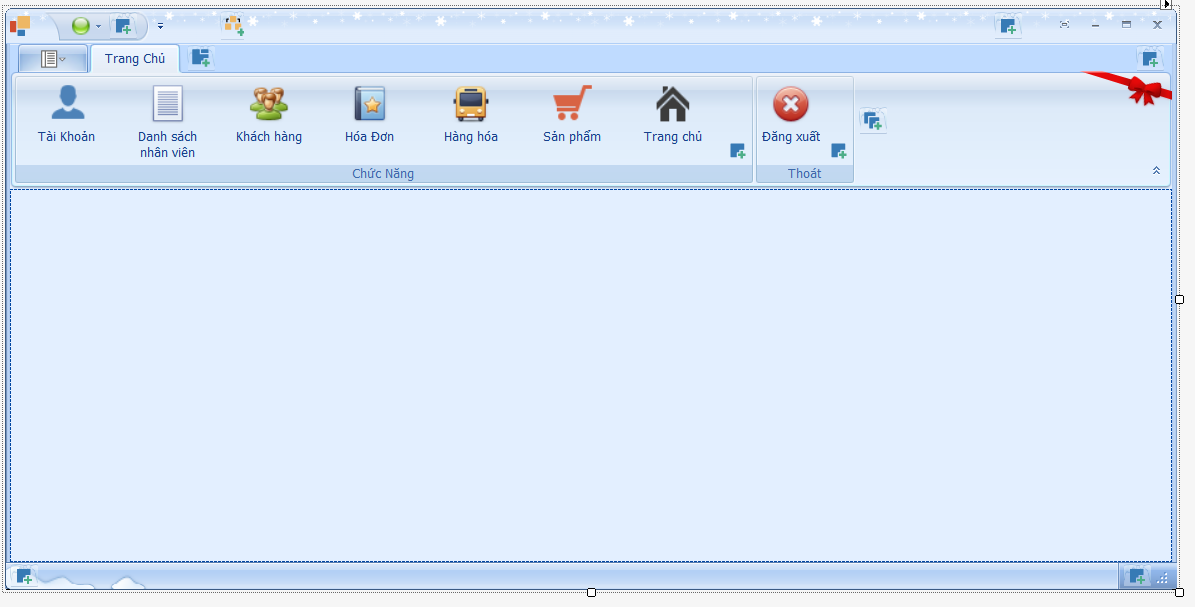 Trang Chủ
Tài Khoản
Danh sách
nhân viên
Khách hàng
Hóa Đơn
Hàng hóa
Sản phẩm
Trang chủ
Đăng xuất
Chức Năng
Thoát